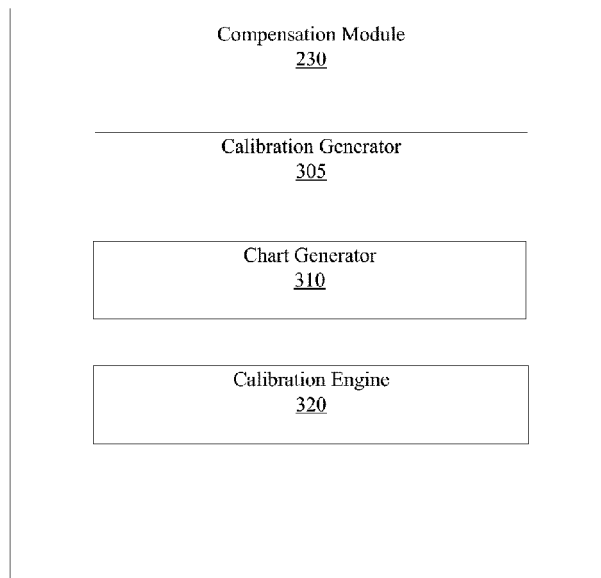 Compensation Module
230
Calibration Generator
305
Chart Generator
310
Calibration Engine
320